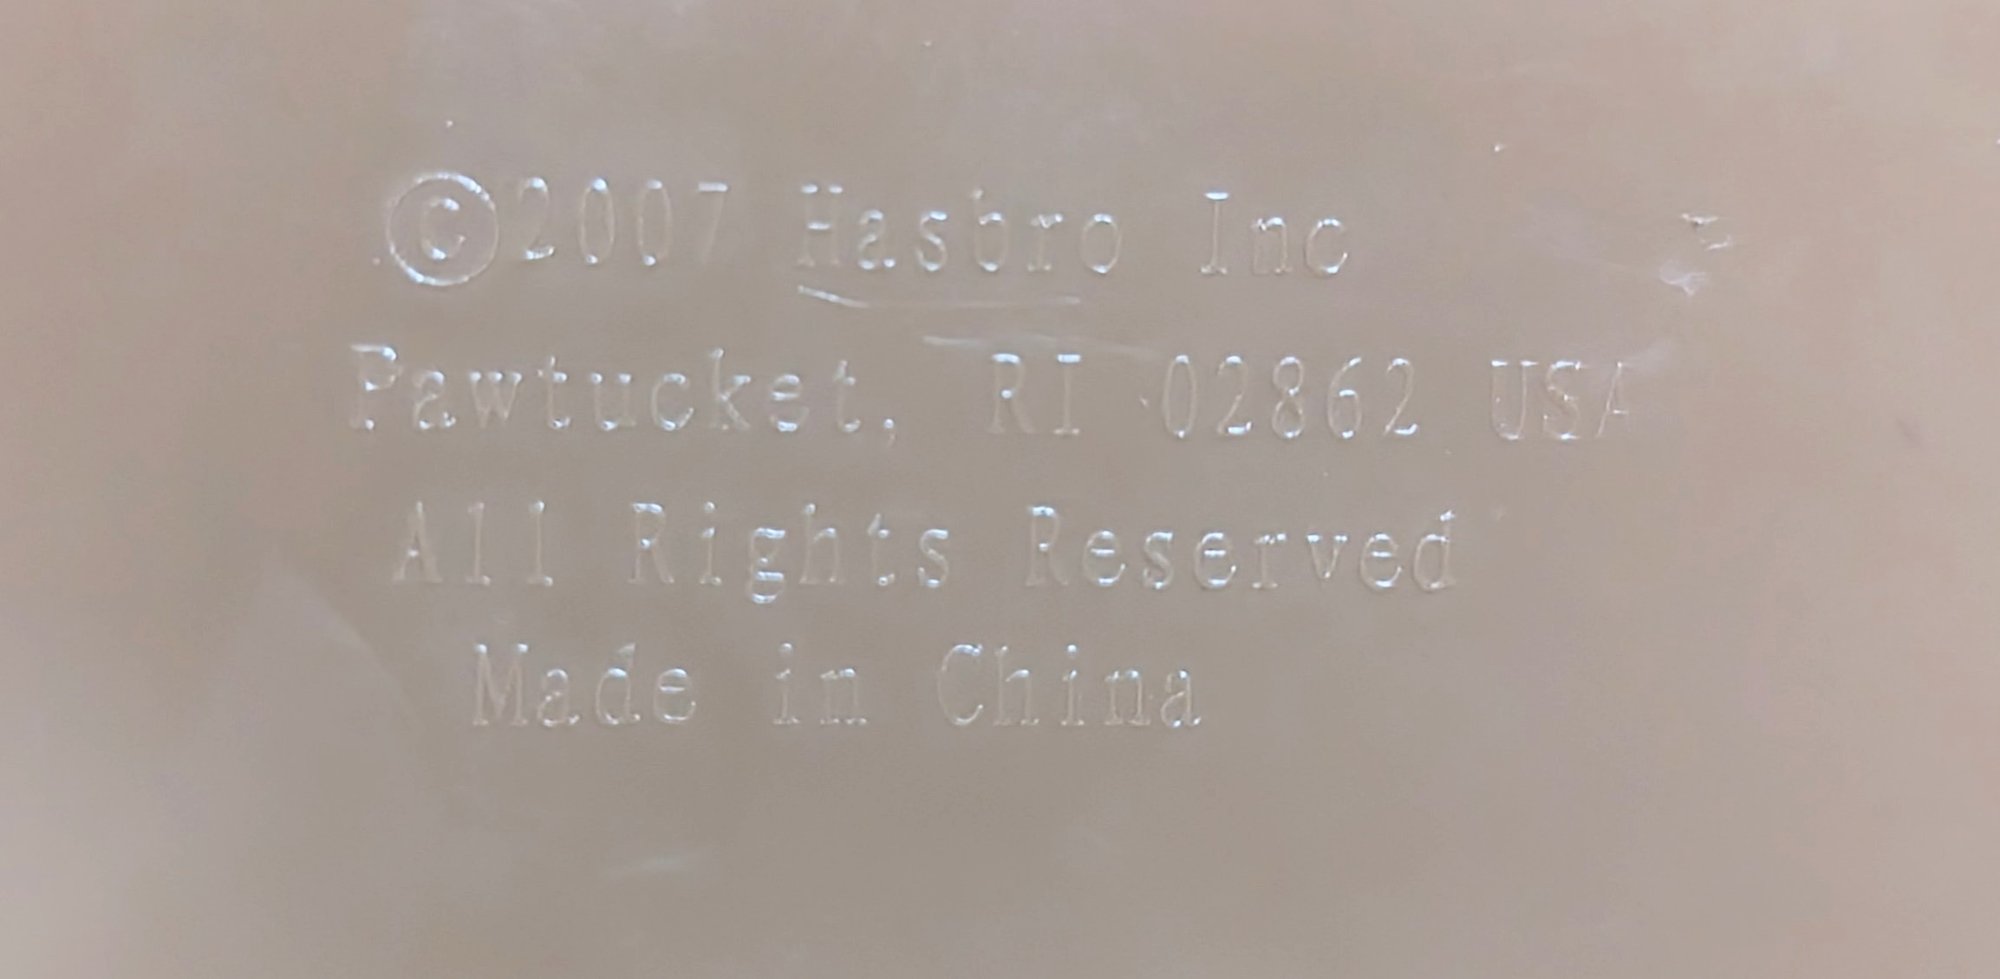 ©2007 Hasbro Inc
Pawtucket, RI 02862 USA
All Rights Reserved
Made in China